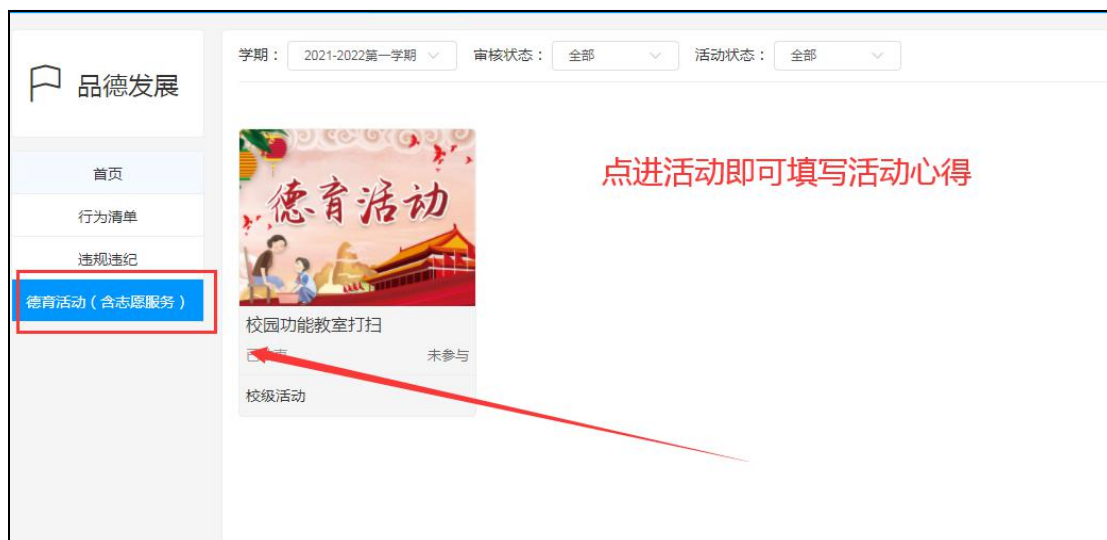 学期： 2021-2022第一学期 审核状态： 全部 活动状态： 全部
品德发展
首页
行为清单
违规违纪
德育活动（含志愿服务）
德育活动
点进活动即可填写活动心得
校园功能教室打扫
未参与
校级活动